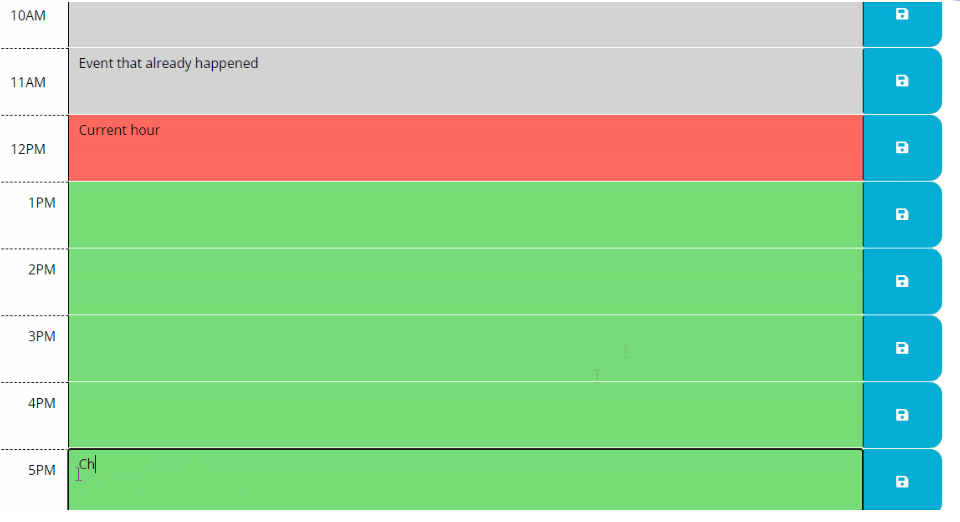 10AM
Event that already happened
11AM
Current hour
12PM
1PM
2PM
3PM
4PM
Ch
5PM